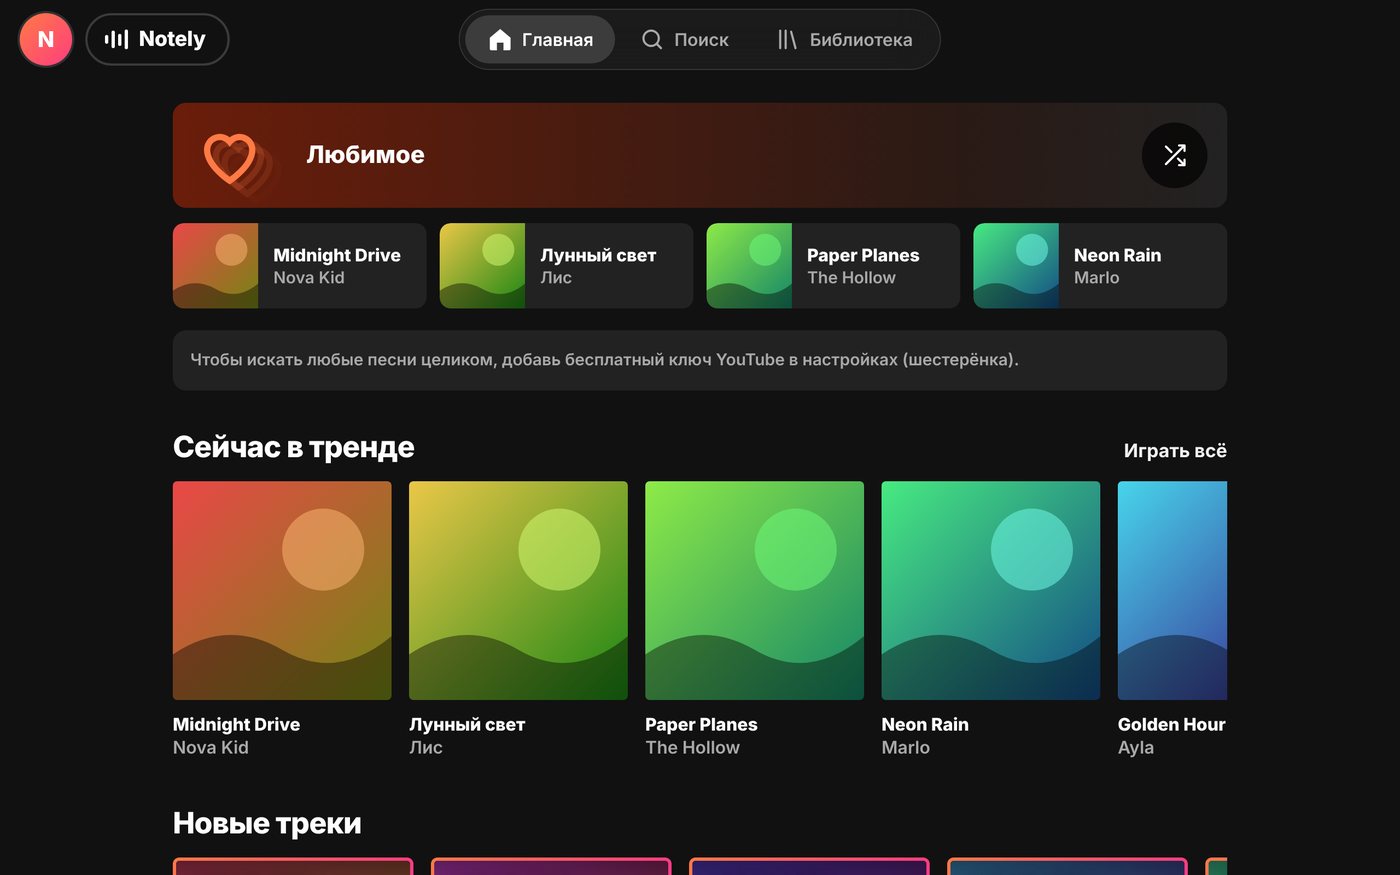 N
Notely
Главная
Поиск
Библиотека
Любимое
Midnight Drive
Nova Kid
Лунный свет
Лис
Paper Planes
The Hollow
Neon Rain
Marlo
Чтобы искать любые песни целиком, добавь бесплатный ключ YouTube в настройках (шестерёнка).
Сейчас в тренде
Играть всё
Midnight Drive
Nova Kid
Лунный свет
Лис
Paper Planes
The Hollow
Neon Rain
Marlo
Golden Hour
Ayla
Новые треки